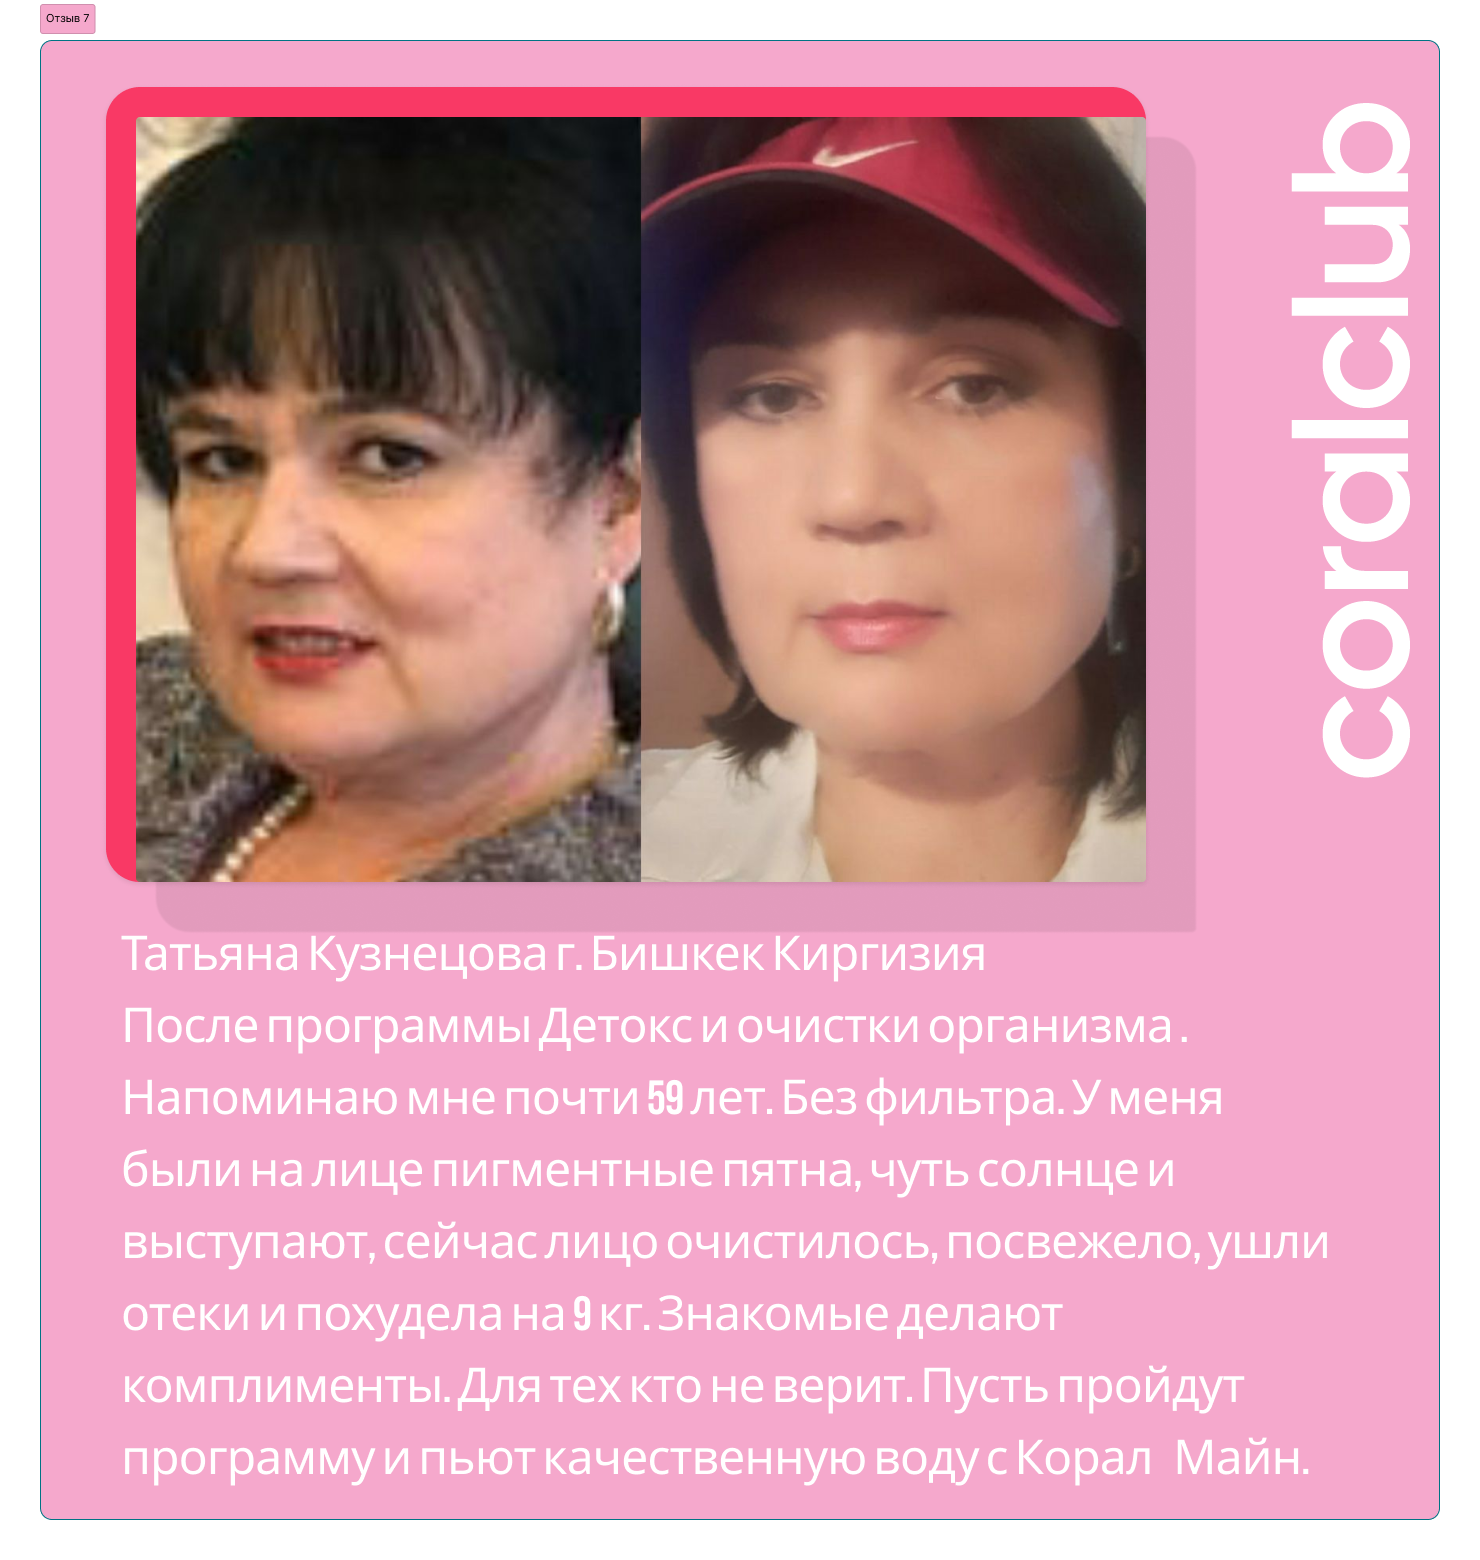 Отзыв 7
coralclub
Татьяна Кузнецова г. Бишкек Киргизия
После программы Детокс и очистки организма .
Напоминаю мне почти 59 лет. Без фильтра. У меня
были на лице пигментные пятна, чуть солнце и
выступают, сейчас лицо очистилось, посвежело, ушли
отеки и похудела на 9 кг. Знакомые делают
комплименты. Для тех кто не верит. Пусть пройдут
программу и пьют качественную воду с Корал Майн.